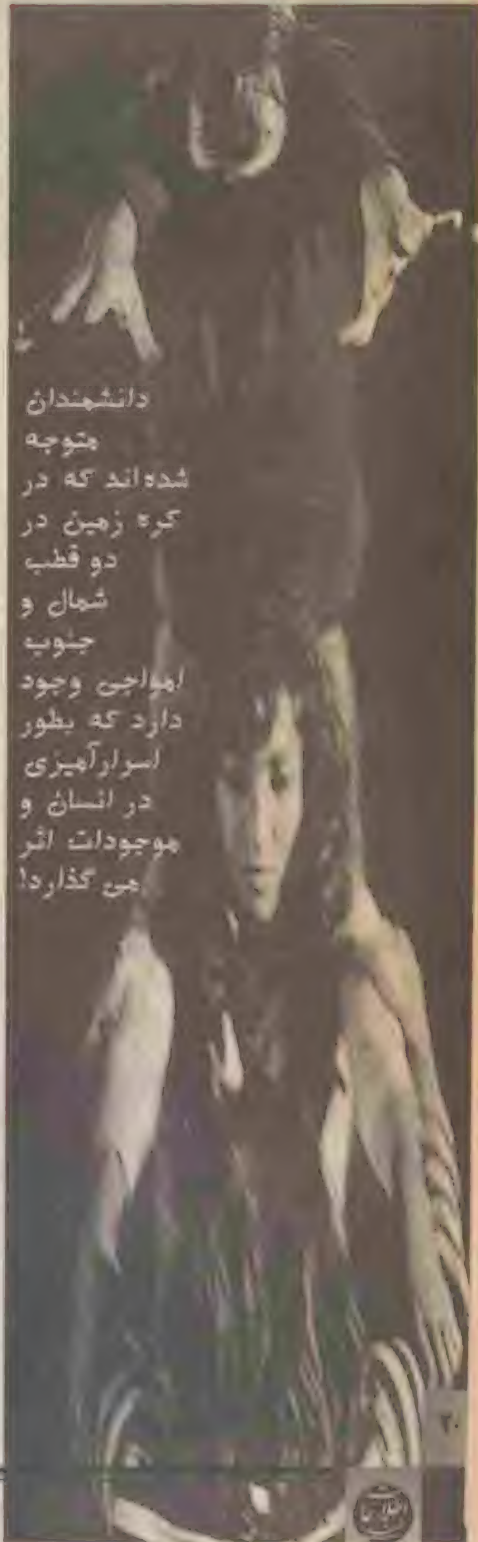 دانشمندان
متوجه
شده‌اند که در
کره زمین در
دو قطب
شمال و
جنوب
امواجی وجود
دارد که بطور
اسرارآمیزی
در انسان و
موجودات اثر
می گذارد!
۲۰